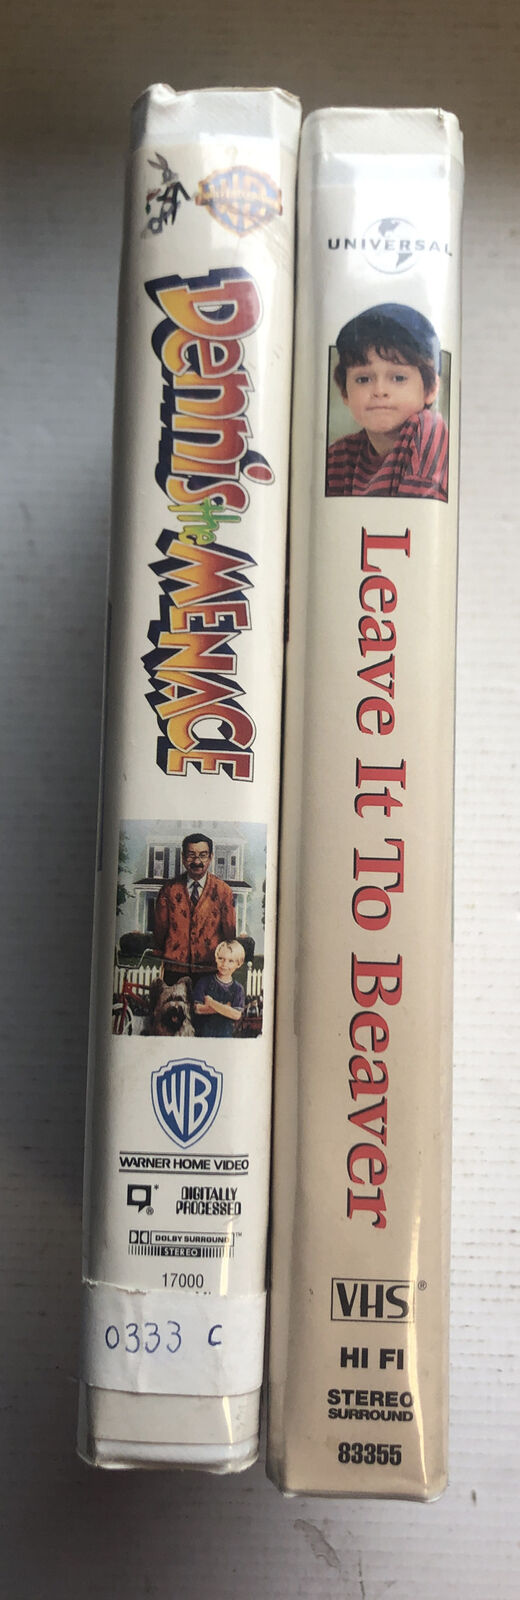 Dennis the MENACE
WB
WARNER HOME VIDEO
DIGITALLY
PROCESSED
DOLBY SURROUND™
STEREO
17000
0333 C
UNIVERSAL
Leave It To Beaver
VHS®
HI FI
STEREO
SURROUND
83355